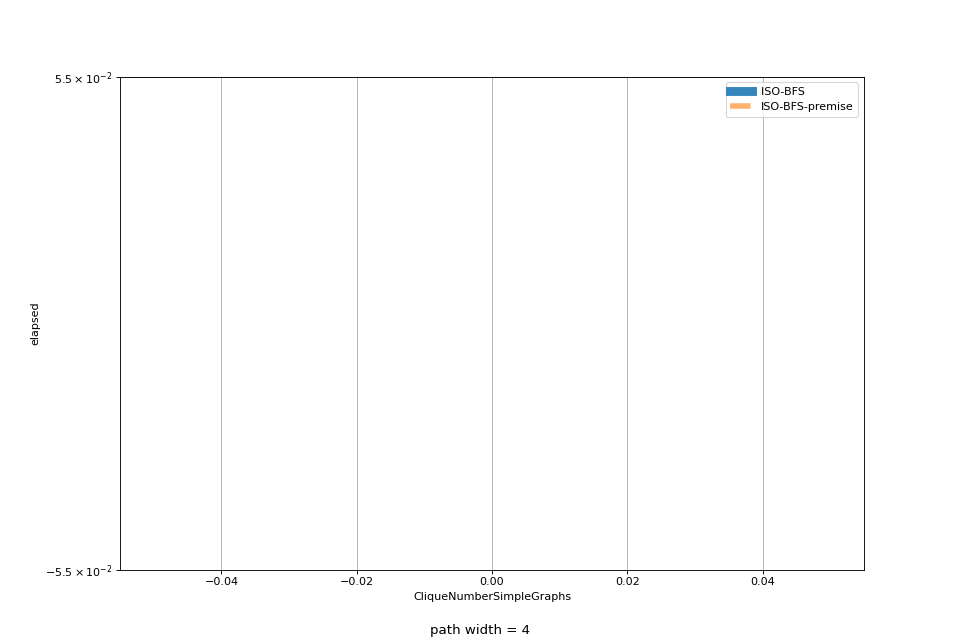 5.5 × 10⁻²
ISO-BFS
ISO-BFS-premise
elapsed
−5.5 × 10⁻²
−0.04
−0.02
0.00
0.02
0.04
CliqueNumberSimpleGraphs
path width = 4